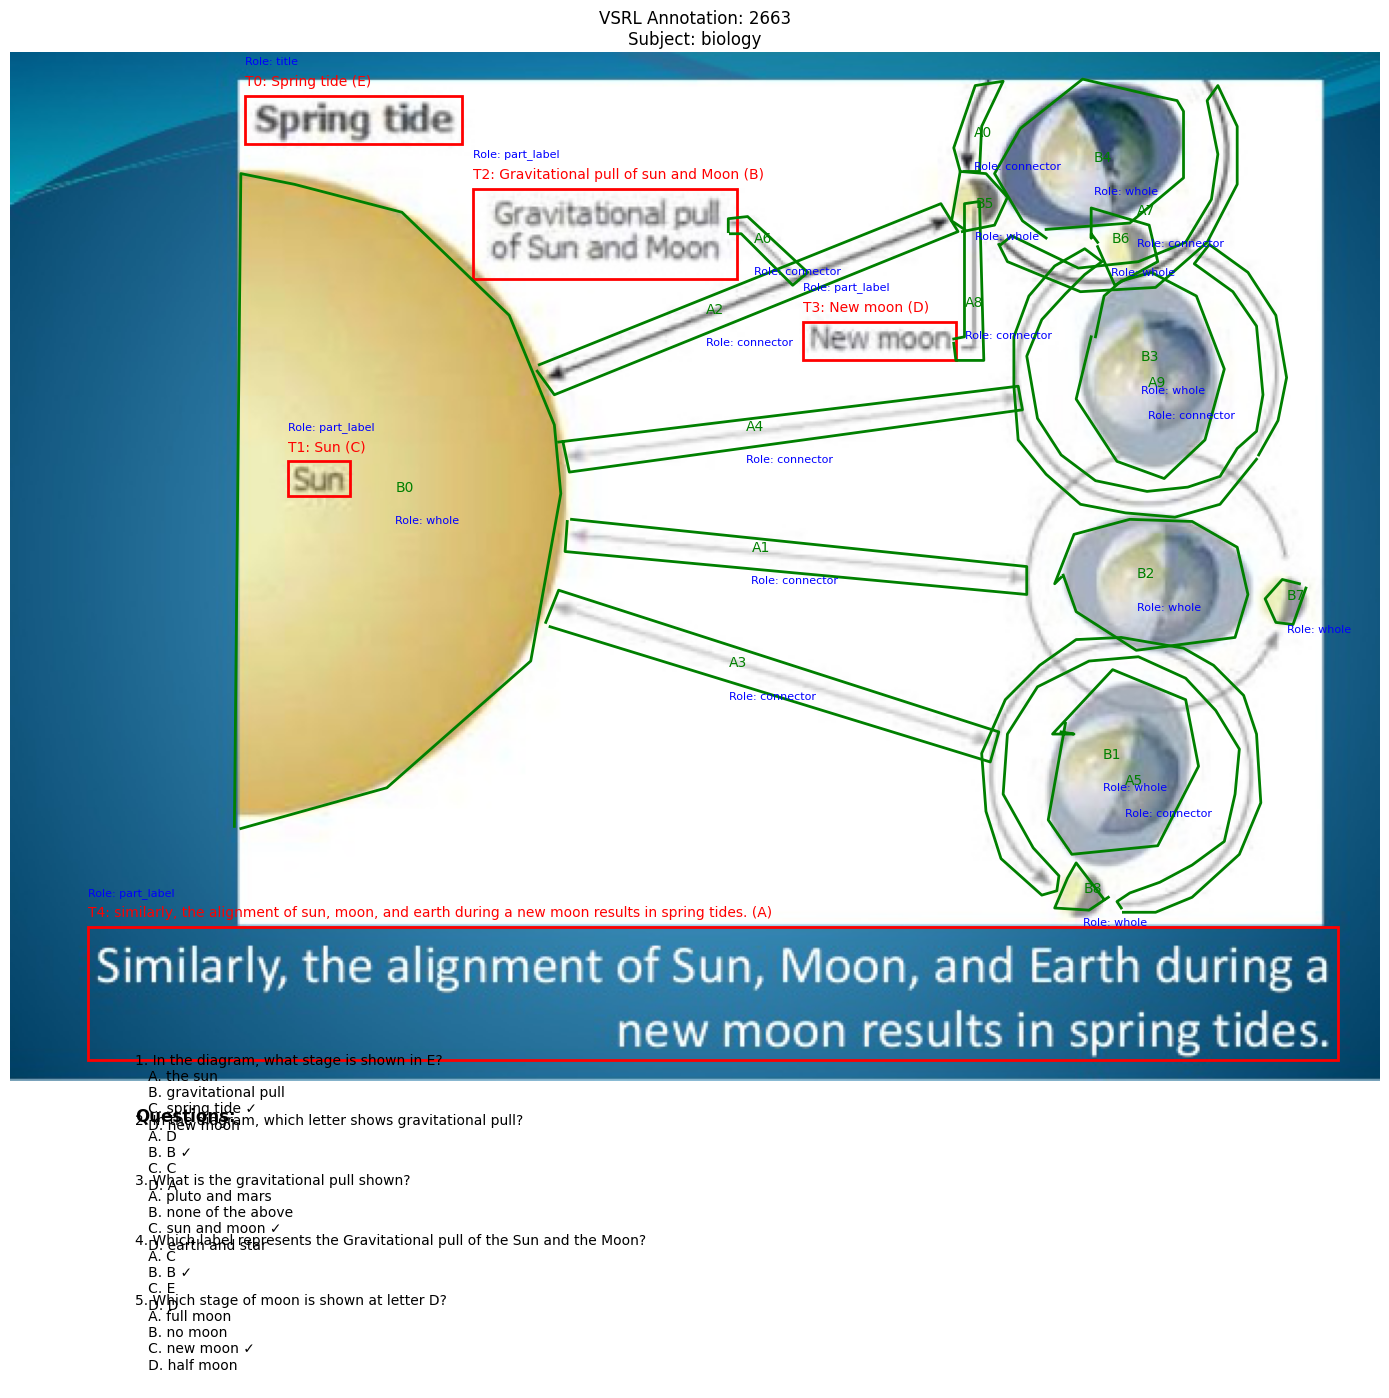 VSRL Annotation: 2663
Subject: biology
Role: title
T0: Spring tide (E)
Spring tide
Role: part_label
T2: Gravitational pull of sun and Moon (B)
Gravitational pull
of Sun and Moon
A0
Role: connector
B4
Role: whole
B5
Role: whole
A7
Role: connector
B6
Role: whole
A6
Role: connector
Role: part_label
T3: New moon (D)
New moon
A8
Role: connector
A2
Role: connector
B3
Role: whole
A9
Role: connector
A4
Role: connector
Role: part_label
T1: Sun (C)
Sun
B0
Role: whole
A1
Role: connector
B2
Role: whole
B7
Role: whole
A3
Role: connector
B1
Role: whole
A5
Role: connector
B8
Role: whole
Role: part_label
T4: similarly, the alignment of sun, moon, and earth during a new moon results in spring tides. (A)
Similarly, the alignment of Sun, Moon, and Earth during a
new moon results in spring tides.
Questions:
1. In the diagram, what stage is shown in E?
A. the sun
B. gravitational pull
C. spring tide ✓
D. new moon
2. In the diagram, which letter shows gravitational pull?
A. D
B. B ✓
C. C
D. A
3. What is the gravitational pull shown?
A. pluto and mars
B. none of the above
C. sun and moon ✓
D. earth and star
4. Which label represents the Gravitational pull of the Sun and the Moon?
A. C
B. B ✓
C. E
D. D
5. Which stage of moon is shown at letter D?
A. full moon
B. no moon
C. new moon ✓
D. half moon